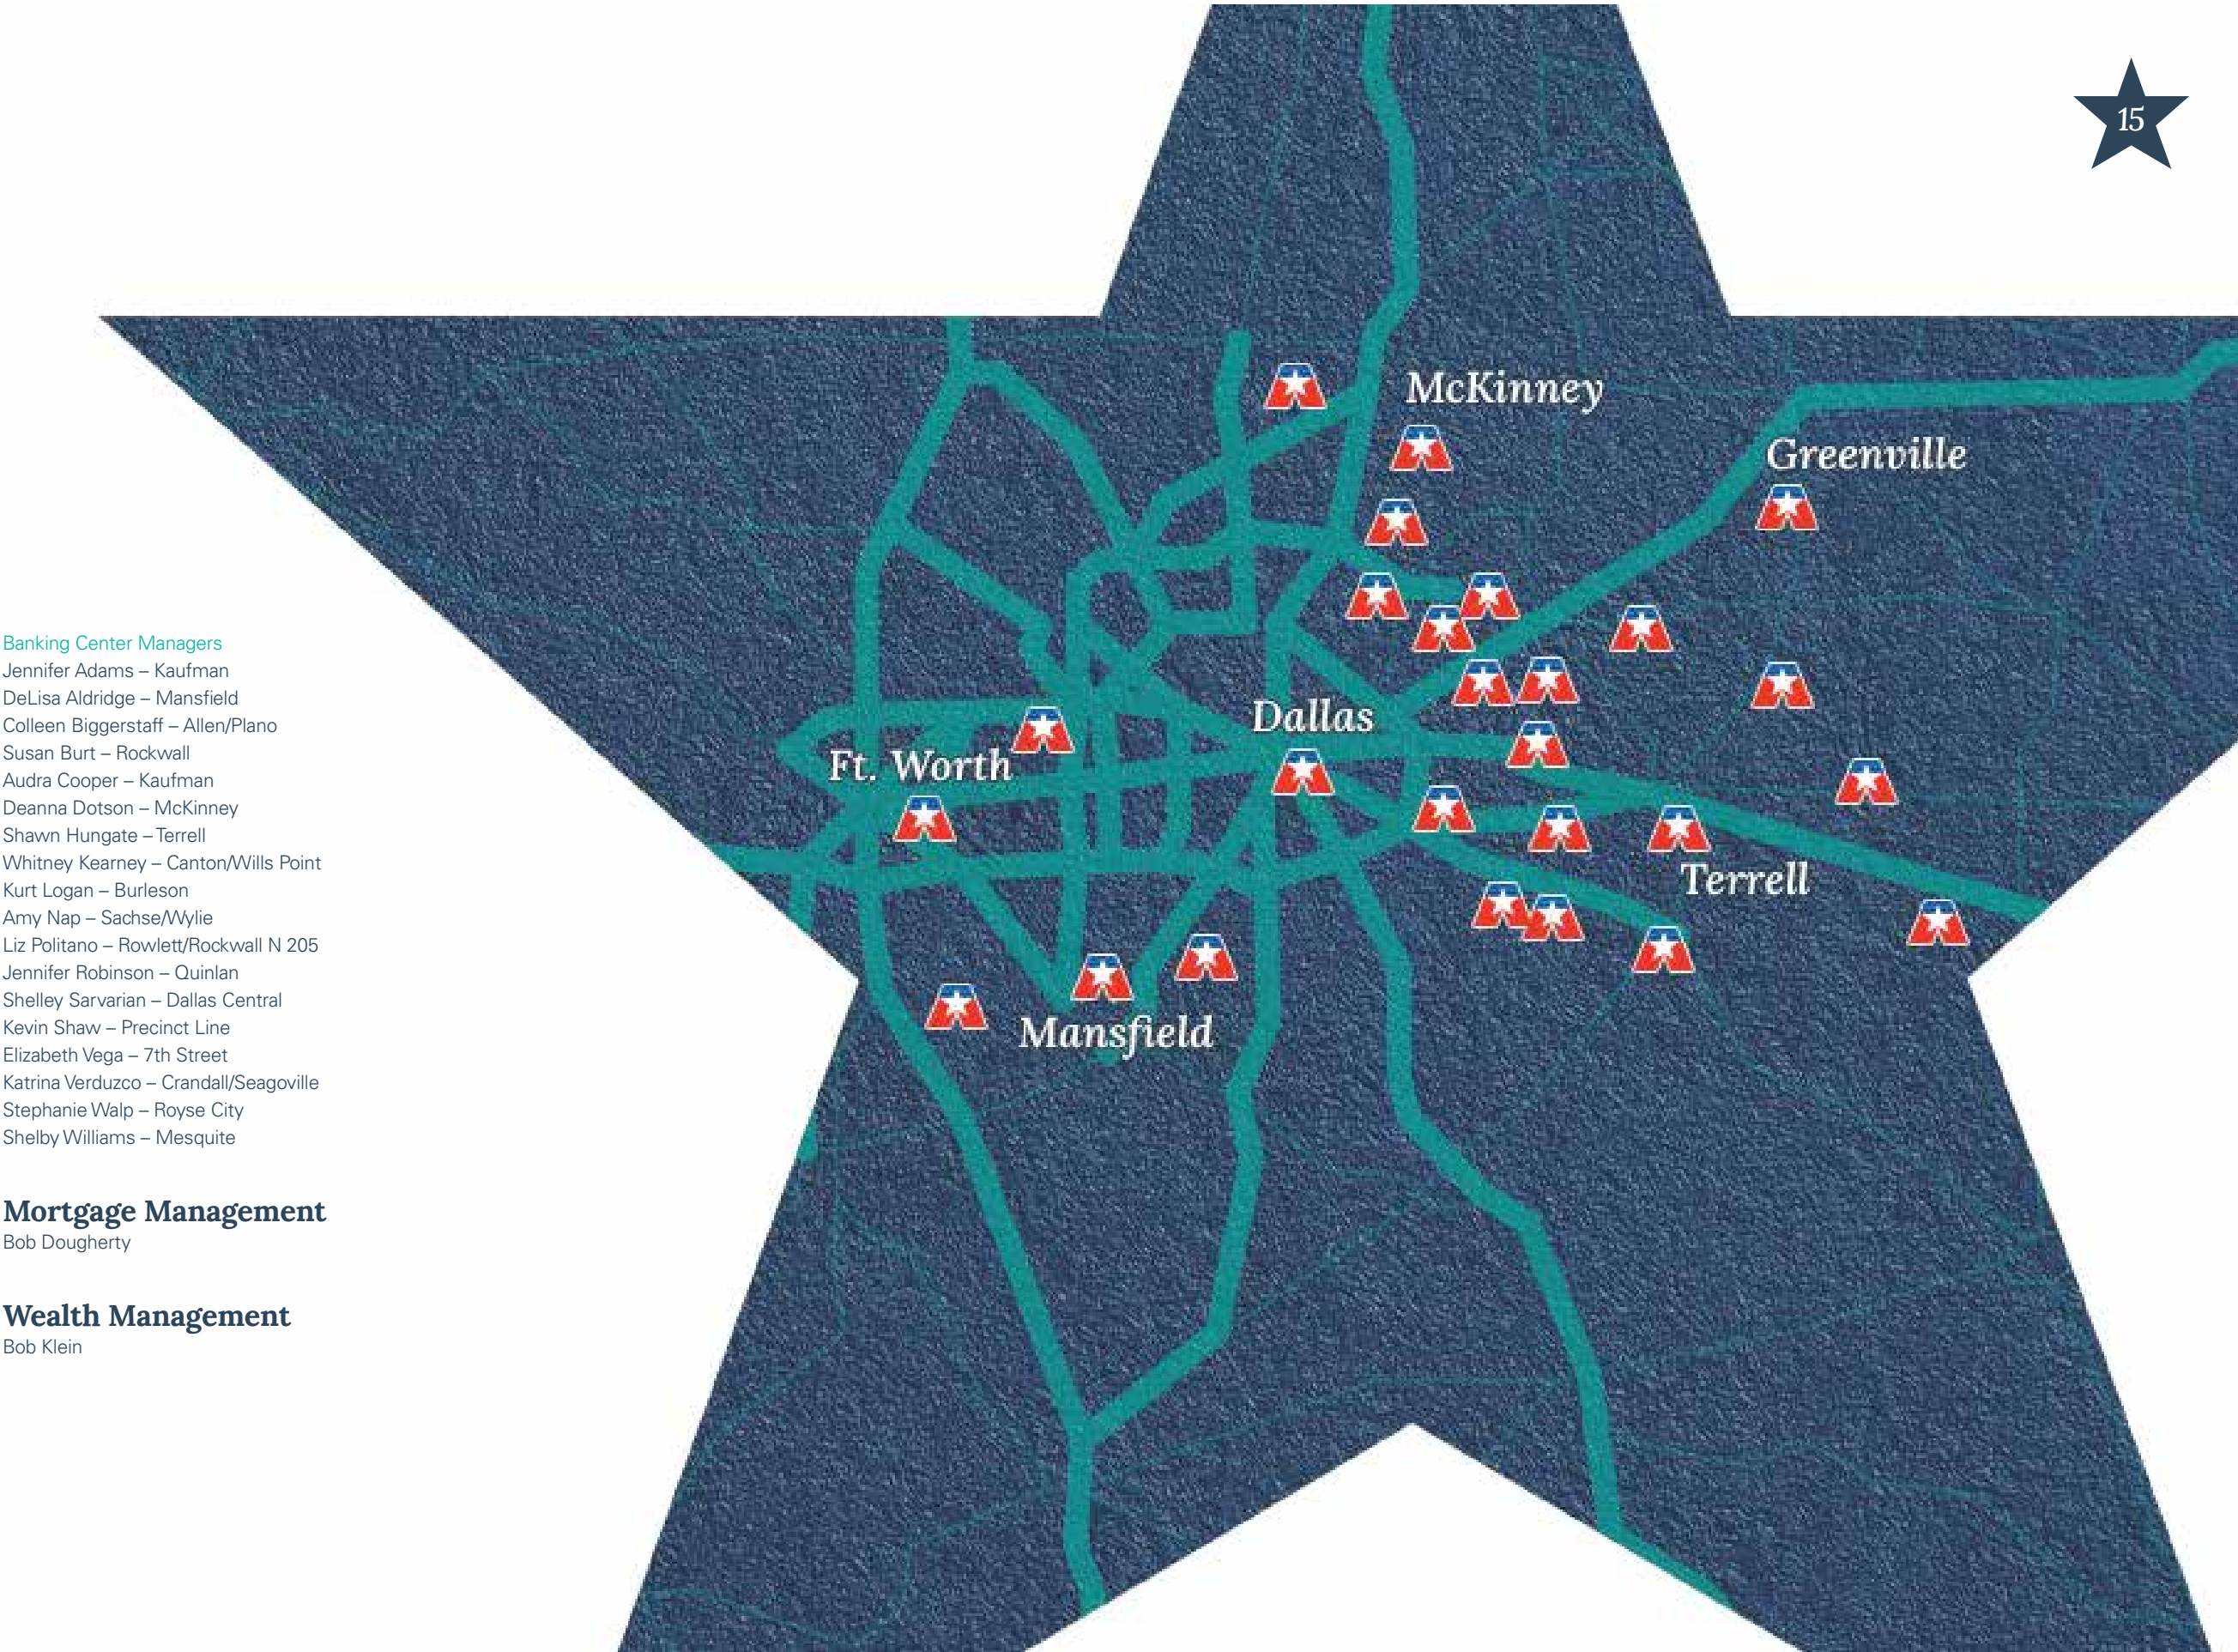 15
McKinney
Greenville
Dallas
Ft. Worth
Terrell
Mansfield
Banking Center Managers
Jennifer Adams – Kaufman
DeLisa Aldridge – Mansfield
Colleen Biggerstaff – Allen/Plano
Susan Burt – Rockwall
Audra Cooper – Kaufman
Deanna Dotson – McKinney
Shawn Hungate – Terrell
Whitney Kearney – Canton/Wills Point
Kurt Logan – Burleson
Amy Nap – Sachse/Wylie
Liz Politano – Rowlett/Rockwall N 205
Jennifer Robinson – Quinlan
Shelley Sarvarian – Dallas Central
Kevin Shaw – Precinct Line
Elizabeth Vega – 7th Street
Katrina Verduzco – Crandall/Seagoville
Stephanie Walp – Royse City
Shelby Williams – Mesquite
Mortgage Management
Bob Dougherty
Wealth Management
Bob Klein